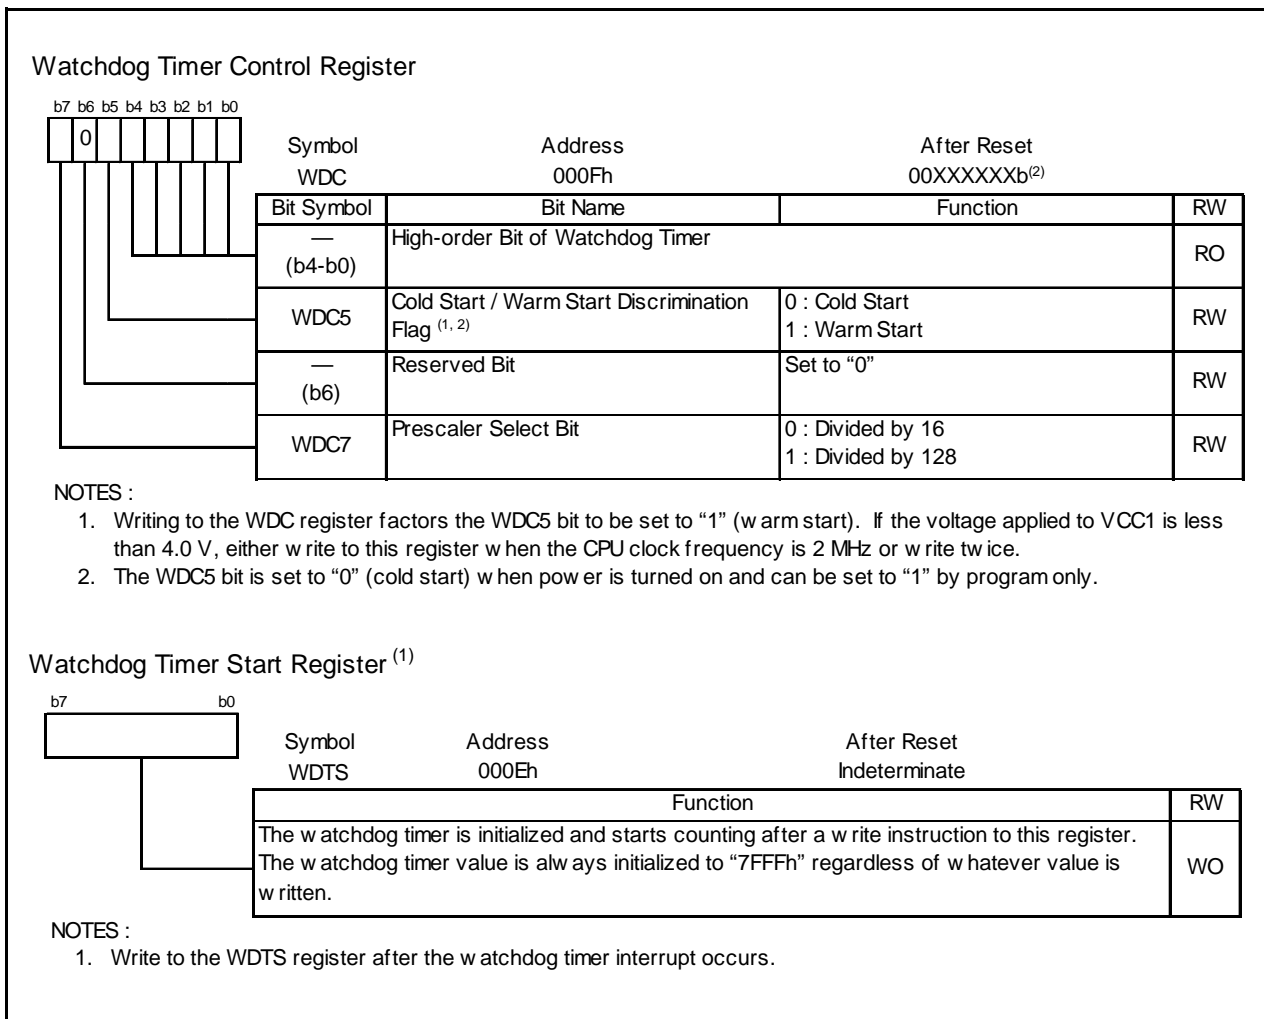 Watchdog Timer Control Register
b7 b6 b5 b4 b3 b2 b1 b0
0
Symbol Address After Reset
WDC 000Fh 00XXXXXXb(2)
Bit Symbol Bit Name Function RW
— (b4-b0) High-order Bit of Watchdog Timer RO
WDC5 Cold Start / Warm Start Discrimination Flag (1, 2) 0 : Cold Start
1 : Warm Start RW
— (b6) Reserved Bit Set to “0” RW
WDC7 Prescaler Select Bit 0 : Divided by 16
1 : Divided by 128 RW
NOTES :
1. Writing to the WDC register factors the WDC5 bit to be set to “1” (warm start). If the voltage applied to VCC1 is less
than 4.0 V, either write to this register when the CPU clock frequency is 2 MHz or write twice.
2. The WDC5 bit is set to “0” (cold start) when power is turned on and can be set to “1” by program only.
Watchdog Timer Start Register (1)
b7 b0
Symbol Address After Reset
WDTS 000Eh Indeterminate
Function RW
The watchdog timer is initialized and starts counting after a write instruction to this register.
The watchdog timer value is always initialized to “7FFFh” regardless of whatever value is
written.
WO
NOTES :
1. Write to the WDTS register after the watchdog timer interrupt occurs.